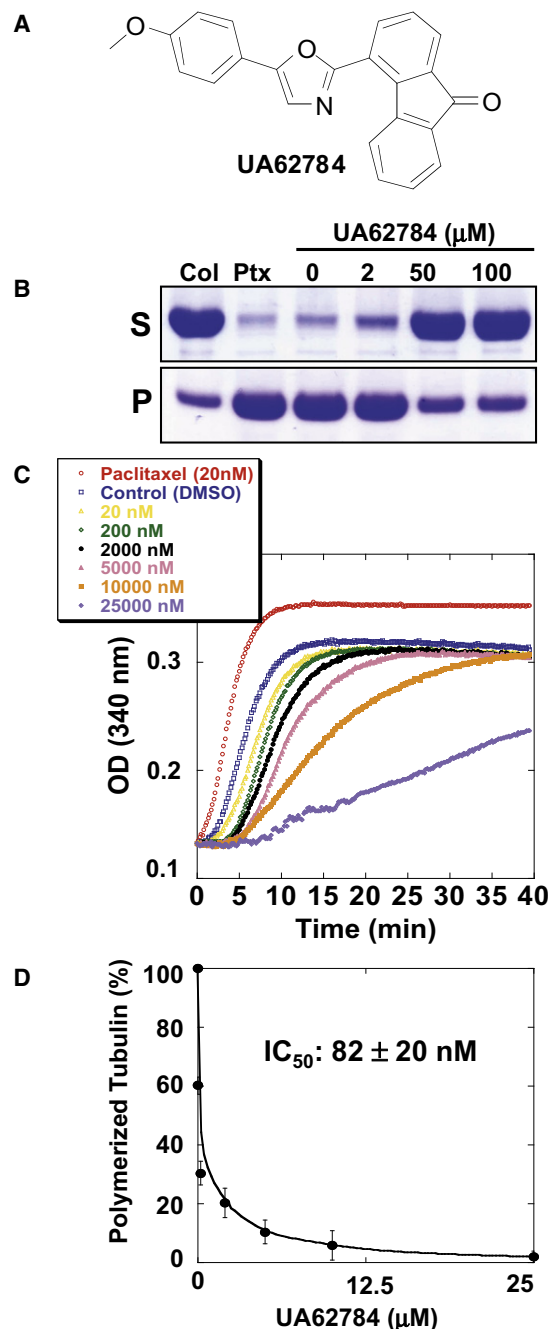 A
O
O
N
O
UA62784
UA62784 (μM)
Col Ptx 0 2 50 100
B
S
P
C
Paclitaxel (20nM)
Control (DMSO)
20 nM
200 nM
2000 nM
5000 nM
10000 nM
25000 nM
0.3
0.2
0.1
OD (340 nm)
0 5 10 15 20 25 30 35 40
Time (min)
D
100
80
60
40
20
0
Polymerized Tubulin (%)
IC50: 82 ± 20 nM
0 12.5 25
UA62784 (μM)